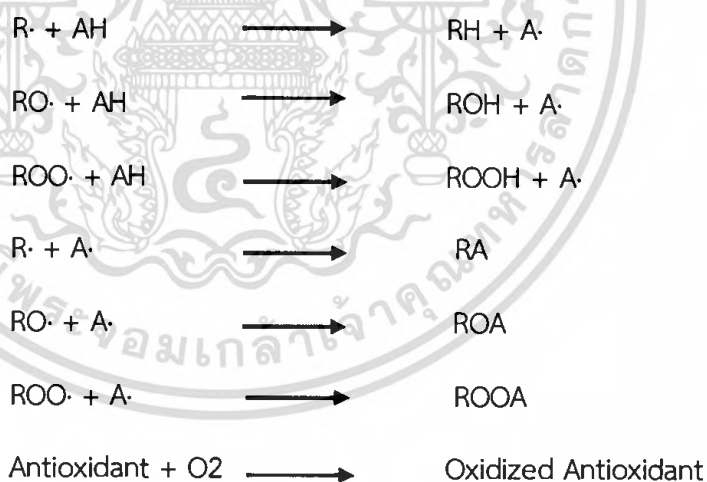 R· + AH ⟶ RH + A·
RO· + AH ⟶ ROH + A·
ROO· + AH ⟶ ROOH + A·
R· + A· ⟶ RA
RO· + A· ⟶ ROA
ROO· + A· ⟶ ROOA
Antioxidant + O2 ⟶ Oxidized Antioxidant